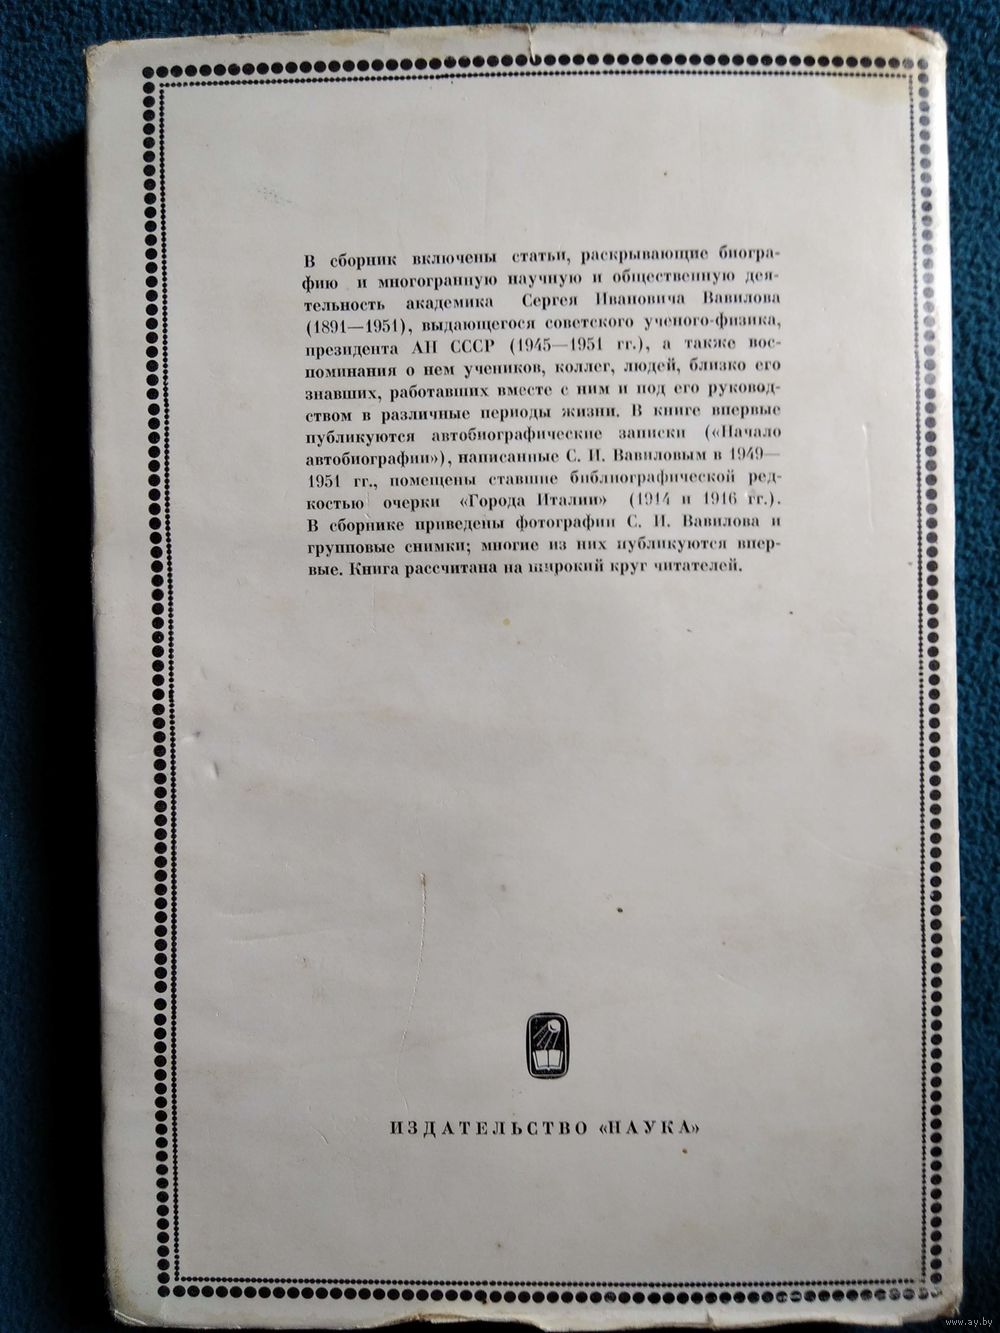 В сборник включены статьи, раскрывающие биогра-
фию и многогранную научную и общественную дея-
тельность академика Сергея Ивановича Вавилова
(1891—1951), выдающегося советского ученого-физика,
президента АН СССР (1945—1951 гг.), а также вос-
поминания о нем учеников, коллег, людей, близко его
знавших, работавших вместе с ним и под его руковод-
ством в различные периоды жизни. В книге впервые
публикуются автобиографические записки («Начало
автобиографии»), написанные С. И. Вавиловым в 1949—
1951 гг., помещены ставшие библиографической ред-
костью очерки «Города Италии» (1914 и 1916 гг.).
В сборнике приведены фотографии С. И. Вавилова и
групповые снимки; многие из них публикуются впер-
вые. Книга рассчитана на широкий круг читателей.
ИЗДАТЕЛЬСТВО «НАУКА»
www.ay.by